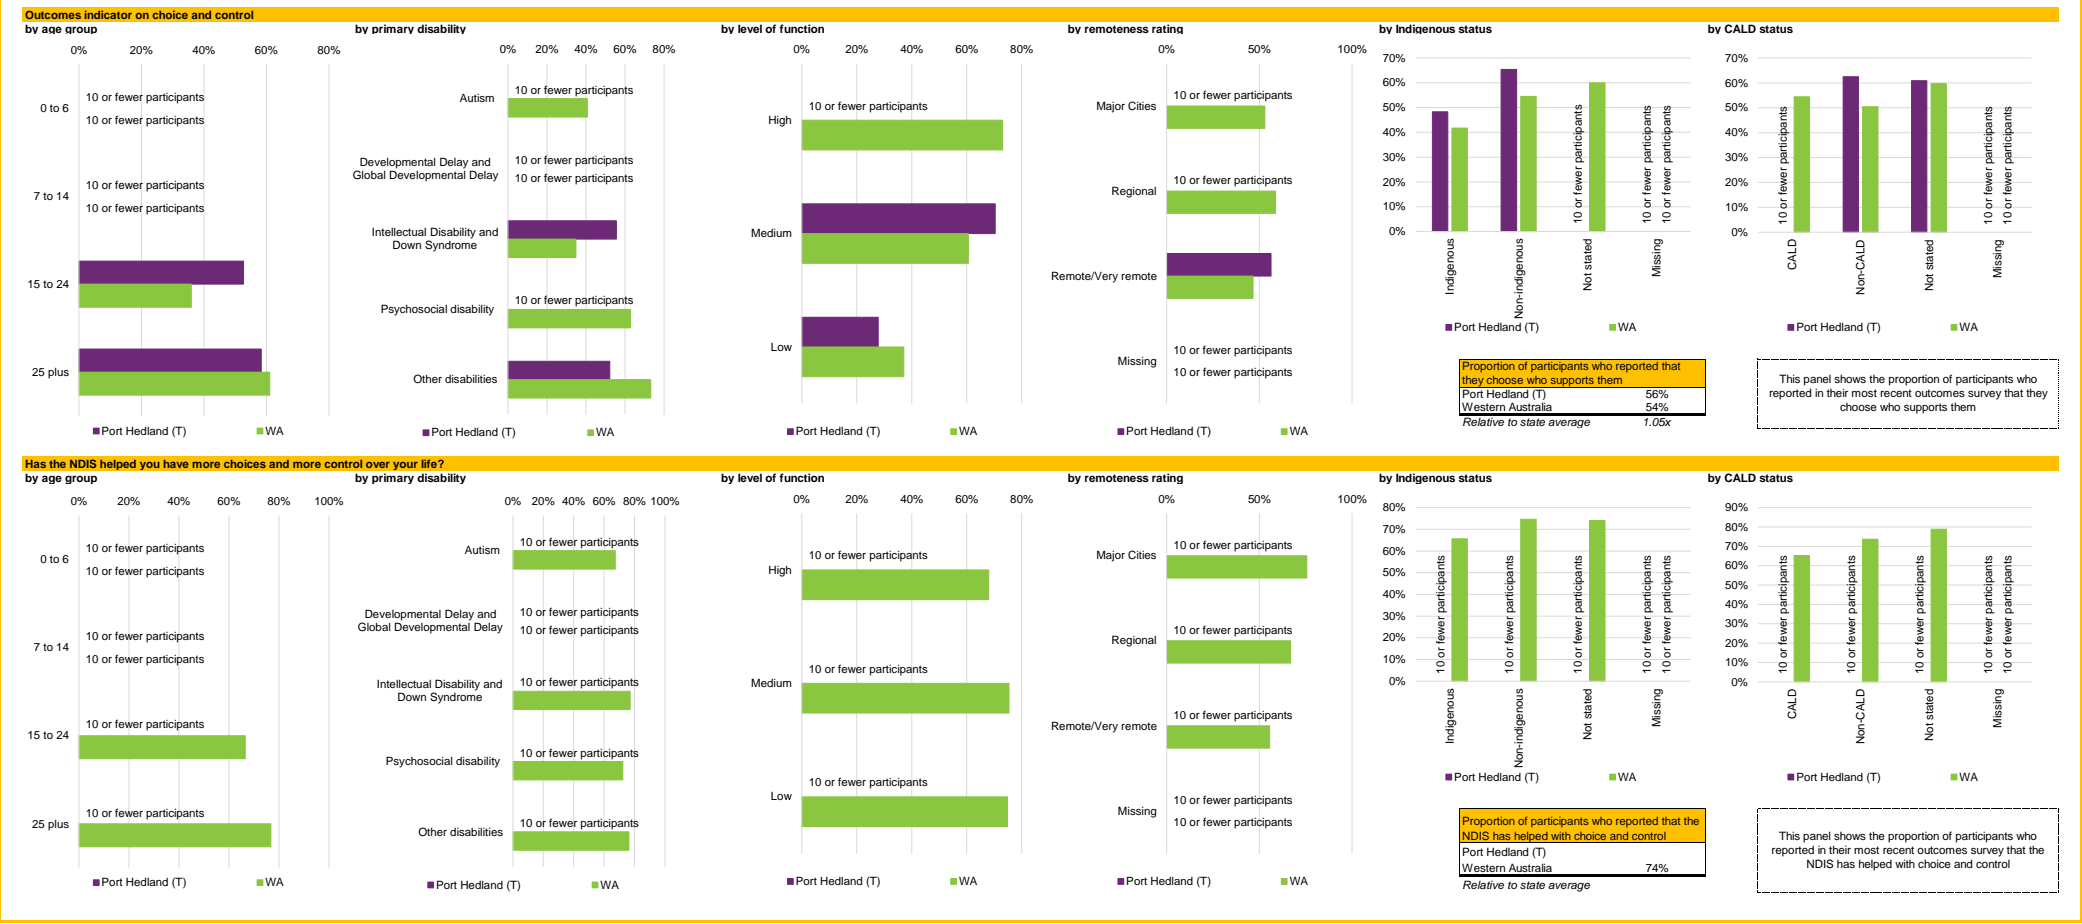 Outcomes indicator on choice and control
by age group
0%
20%
40%
60%
80%
0 to 6
10 or fewer participants
10 or fewer participants
7 to 14
10 or fewer participants
10 or fewer participants
15 to 24
25 plus
Port Hedland (T)
WA
by primary disability
0%
20%
40%
60%
80%
Autism
10 or fewer participants
Developmental Delay and
Global Developmental Delay
10 or fewer participants
10 or fewer participants
Intellectual Disability and
Down Syndrome
Psychosocial disability
10 or fewer participants
Other disabilities
Port Hedland (T)
WA
by level of function
0%
20%
40%
60%
80%
High
10 or fewer participants
Medium
Low
Port Hedland (T)
WA
by remoteness rating
0%
50%
100%
Major Cities
10 or fewer participants
Regional
10 or fewer participants
Remote/Very remote
Missing
10 or fewer participants
10 or fewer participants
Port Hedland (T)
WA
by Indigenous status
70%
60%
50%
40%
30%
20%
10%
0%
10 or fewer participants
10 or fewer participants
10 or fewer participants
Indigenous
Non-indigenous
Not stated
Missing
Port Hedland (T)
WA
by CALD status
70%
60%
50%
40%
30%
20%
10%
0%
10 or fewer participants
10 or fewer participants
10 or fewer participants
CALD
Non-CALD
Not stated
Missing
Port Hedland (T)
WA
Proportion of participants who reported that
they choose who supports them
Port Hedland (T) 56%
Western Australia 54%
Relative to state average 1.05x
This panel shows the proportion of participants who
reported in their most recent outcomes survey that they
choose who supports them
Has the NDIS helped you have more choices and more control over your life?
by age group
0%
20%
40%
60%
80%
100%
0 to 6
10 or fewer participants
10 or fewer participants
7 to 14
10 or fewer participants
10 or fewer participants
15 to 24
10 or fewer participants
25 plus
10 or fewer participants
Port Hedland (T)
WA
by primary disability
0%
20%
40%
60%
80%
100%
Autism
10 or fewer participants
Developmental Delay and
Global Developmental Delay
10 or fewer participants
10 or fewer participants
Intellectual Disability and
Down Syndrome
10 or fewer participants
Psychosocial disability
10 or fewer participants
Other disabilities
10 or fewer participants
Port Hedland (T)
WA
by level of function
0%
20%
40%
60%
80%
High
10 or fewer participants
Medium
10 or fewer participants
Low
10 or fewer participants
Port Hedland (T)
WA
by remoteness rating
0%
50%
100%
Major Cities
10 or fewer participants
Regional
10 or fewer participants
Remote/Very remote
10 or fewer participants
Missing
10 or fewer participants
10 or fewer participants
Port Hedland (T)
WA
by Indigenous status
80%
70%
60%
50%
40%
30%
20%
10%
0%
10 or fewer participants
10 or fewer participants
10 or fewer participants
10 or fewer participants
10 or fewer participants
Indigenous
Non-indigenous
Not stated
Missing
Port Hedland (T)
WA
by CALD status
90%
80%
70%
60%
50%
40%
30%
20%
10%
0%
10 or fewer participants
10 or fewer participants
10 or fewer participants
10 or fewer participants
10 or fewer participants
CALD
Non-CALD
Not stated
Missing
Port Hedland (T)
WA
Proportion of participants who reported that the
NDIS has helped with choice and control
Port Hedland (T)
Western Australia 74%
Relative to state average
This panel shows the proportion of participants who
reported in their most recent outcomes survey that the
NDIS has helped with choice and control